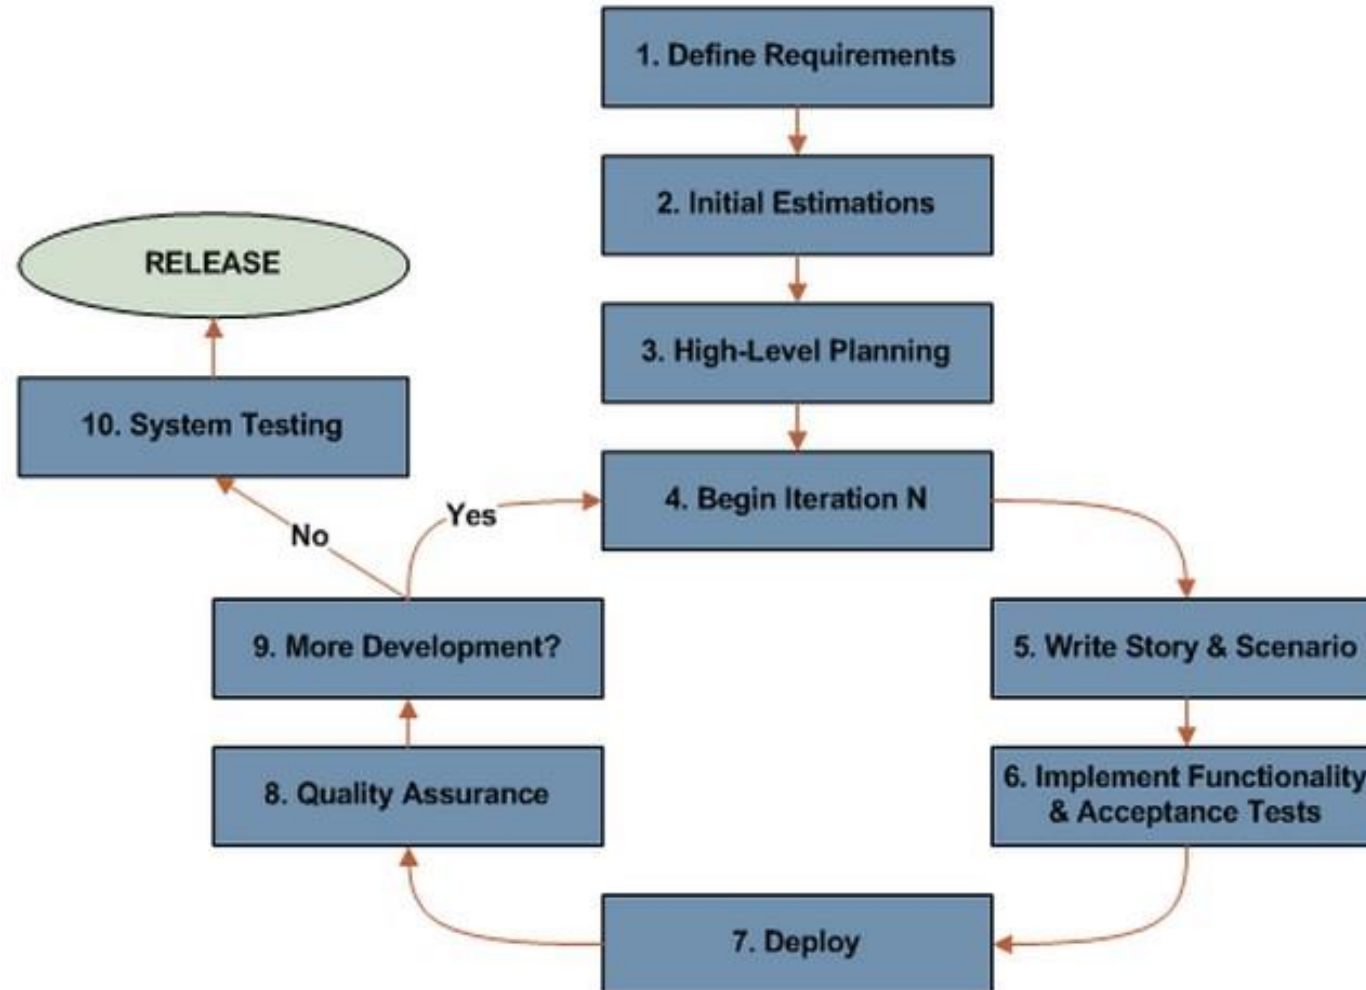 1. Define Requirements
2. Initial Estimations
RELEASE
3. High-Level Planning
10. System Testing
4. Begin Iteration N
Yes
No
9. More Development?
5. Write Story & Scenario
8. Quality Assurance
6. Implement Functionality
& Acceptance Tests
7. Deploy